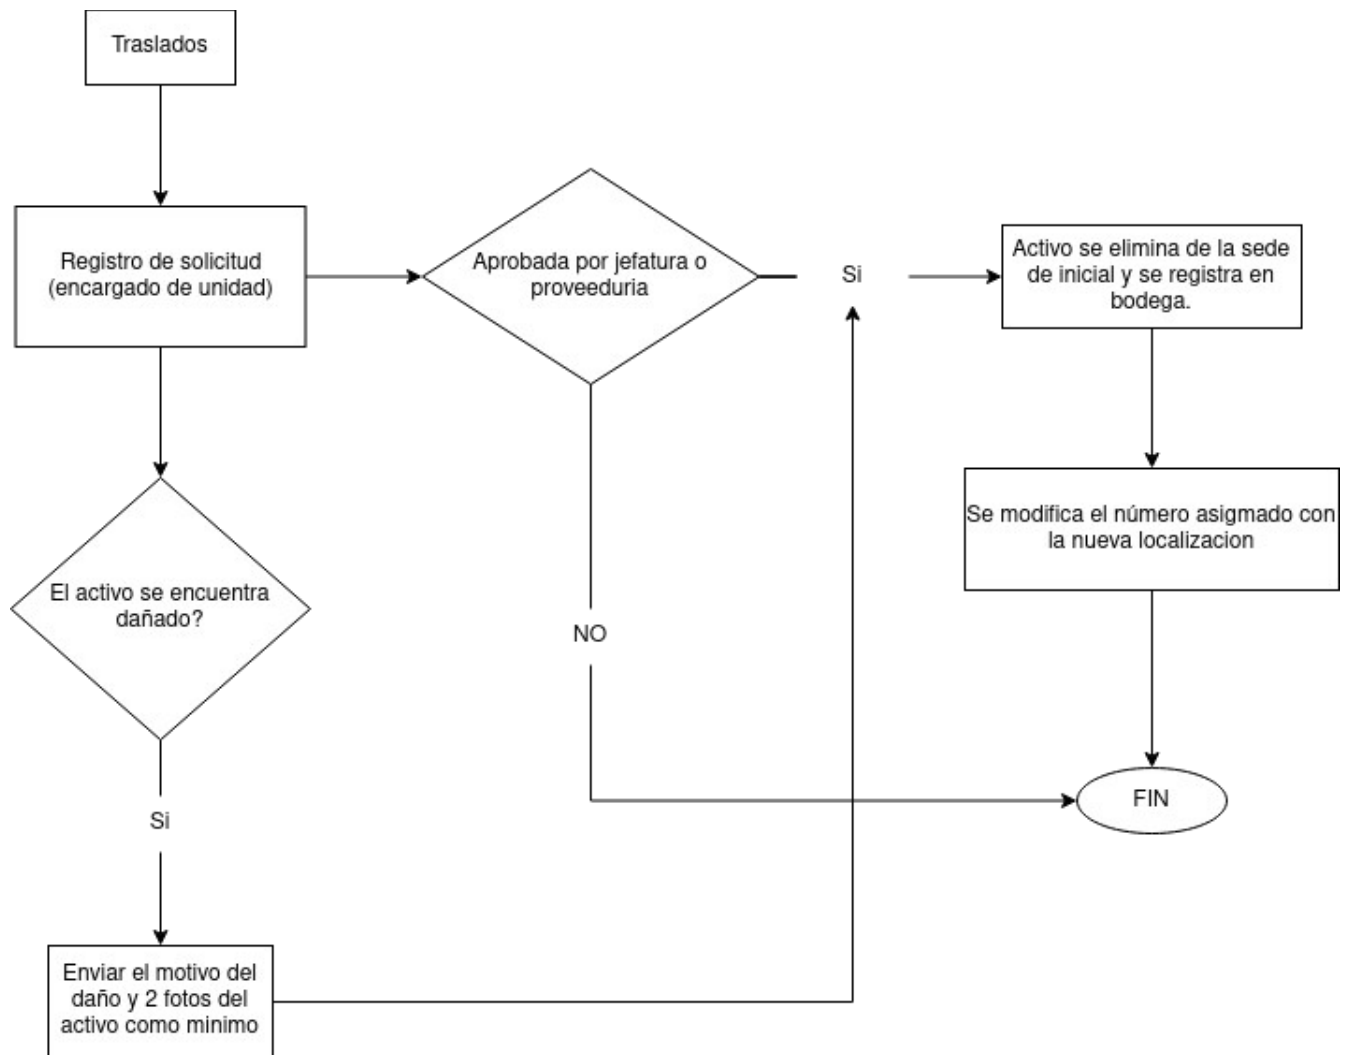 Traslados
Registro de solicitud
(encargado de unidad)
Aprobada por jefatura o
proveeduria
Si
Activo se elimina de la sede
de inicial y se registra en
bodega.
Se modifica el número asigmado con
la nueva localizacion
El activo se encuentra
dañado?
NO
Si
FIN
Enviar el motivo del
daño y 2 fotos del
activo como minimo